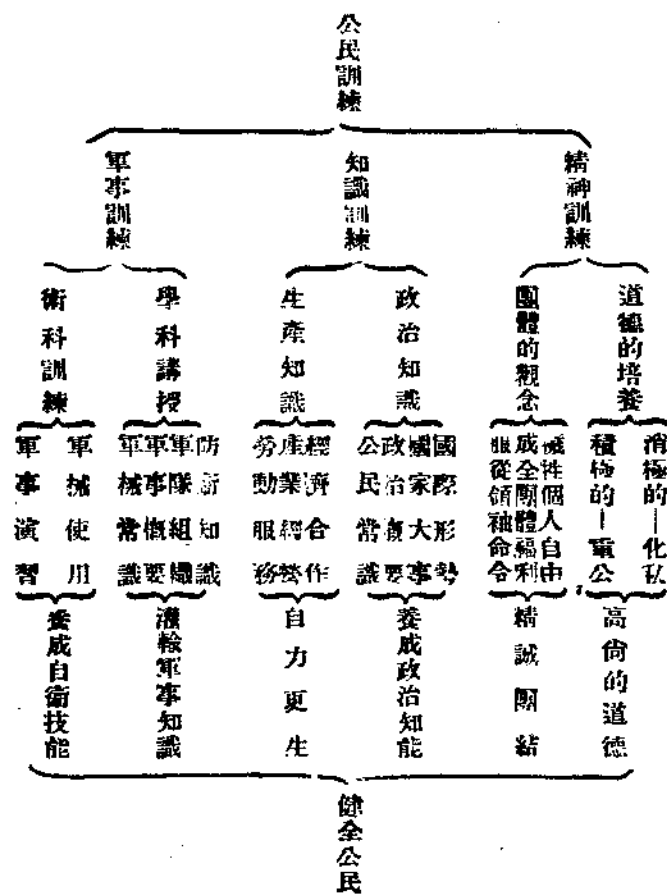 公民訓練
精神訓練
知識訓練
軍事訓練
道德的培養
團體的觀念
政治知識
生產知識
學科講授
術科訓練
消極的—化私
積極的—重公
犧性個人自由
成全團體福利
服從領袖命令
國際形勢
國家大事
政治概要
公民常識
經濟合作
產業經營
勞動服務
防新知識
軍隊組織
軍事概要
軍械常識
軍械使用
軍事演習
高尚的道德
精誠團結
養成政治知能
自力更生
灌輸軍事知識
養成自衛技能
健全公民